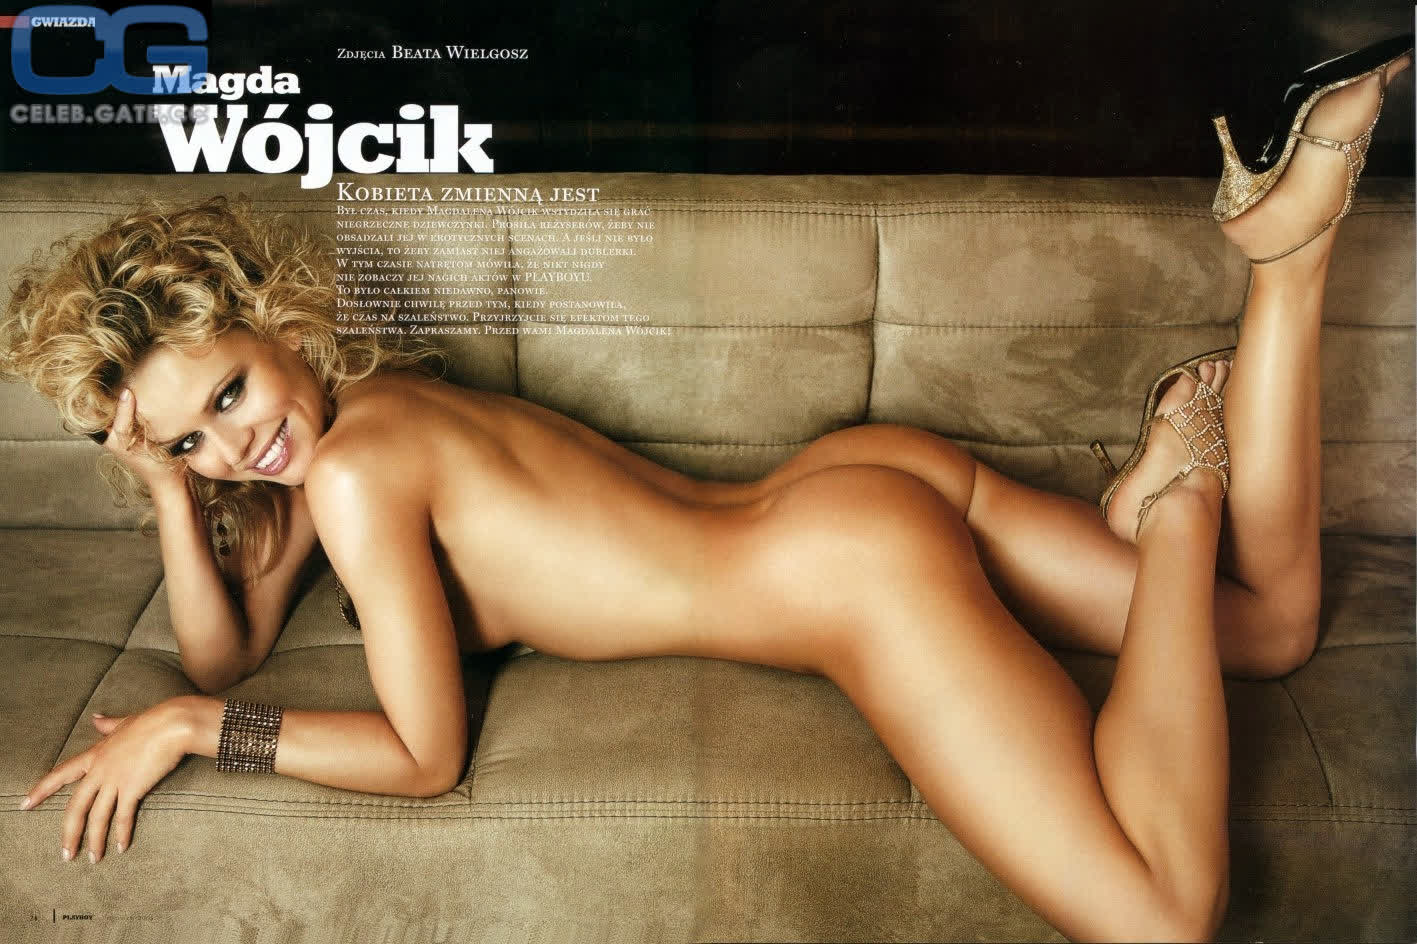 GWIAZDA
CG
CELEB.GATE.CC
ZDJĘCIA BEATA WIELGOSZ
Magda
Wójcik
KOBIETA ZMIENNĄ JEST
BYŁ CZAS, KIEDY MAGDALENA WÓJCIK WSTYDZIŁA SIĘ GRAĆ
NIEGRZECZNE DZIEWCZYNKI. PROSIŁA REŻYSERÓW, ŻEBY NIE
OBSADZALI JEJ W EROTYCZNYCH SCENACH. A JEŚLI NIE BYŁO
WYJŚCIA, TO ŻEBY ZAMIAST NIEJ ANGAŻOWALI DUBLERKI.
W TYM CZASIE NATRĘTOM MÓWIŁA, ŻE NIKT NIGDY
NIE ZOBACZY JEJ NAGICH AKTÓW W PLAYBOYU.
TO BYŁO CAŁKIEM NIEDAWNO, PANOWIE.
DOSŁOWNIE CHWILĘ PRZED TYM, KIEDY POSTANOWIŁA,
ŻE CZAS NA SZALEŃSTWO. PRZYJRZYJCIE SIĘ EFEKTOM TEGO
SZALEŃSTWA. ZAPRASZAMY. PRZED WAMI MAGDALENA WÓJCIK!
PLAYBOY